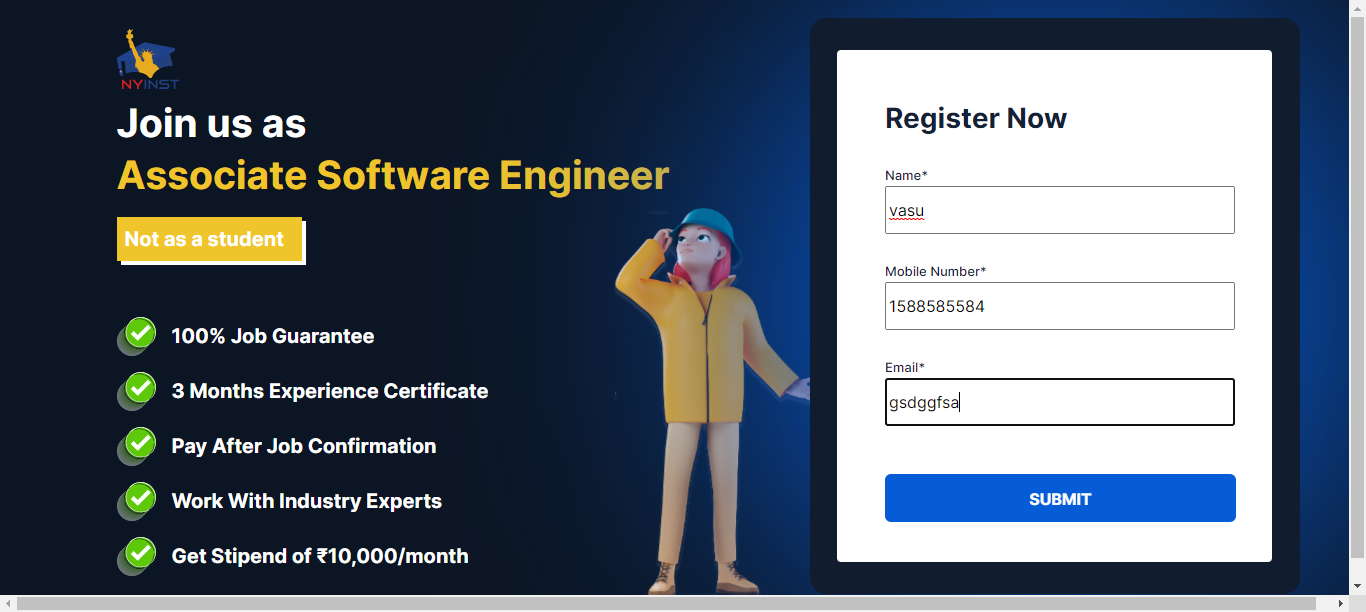 NYINST
Join us as
Associate Software Engineer
Not as a student
100% Job Guarantee
3 Months Experience Certificate
Pay After Job Confirmation
Work With Industry Experts
Get Stipend of ₹10,000/month
Register Now
Name*
vasu
Mobile Number*
1588585584
Email*
gsdggfsa
SUBMIT